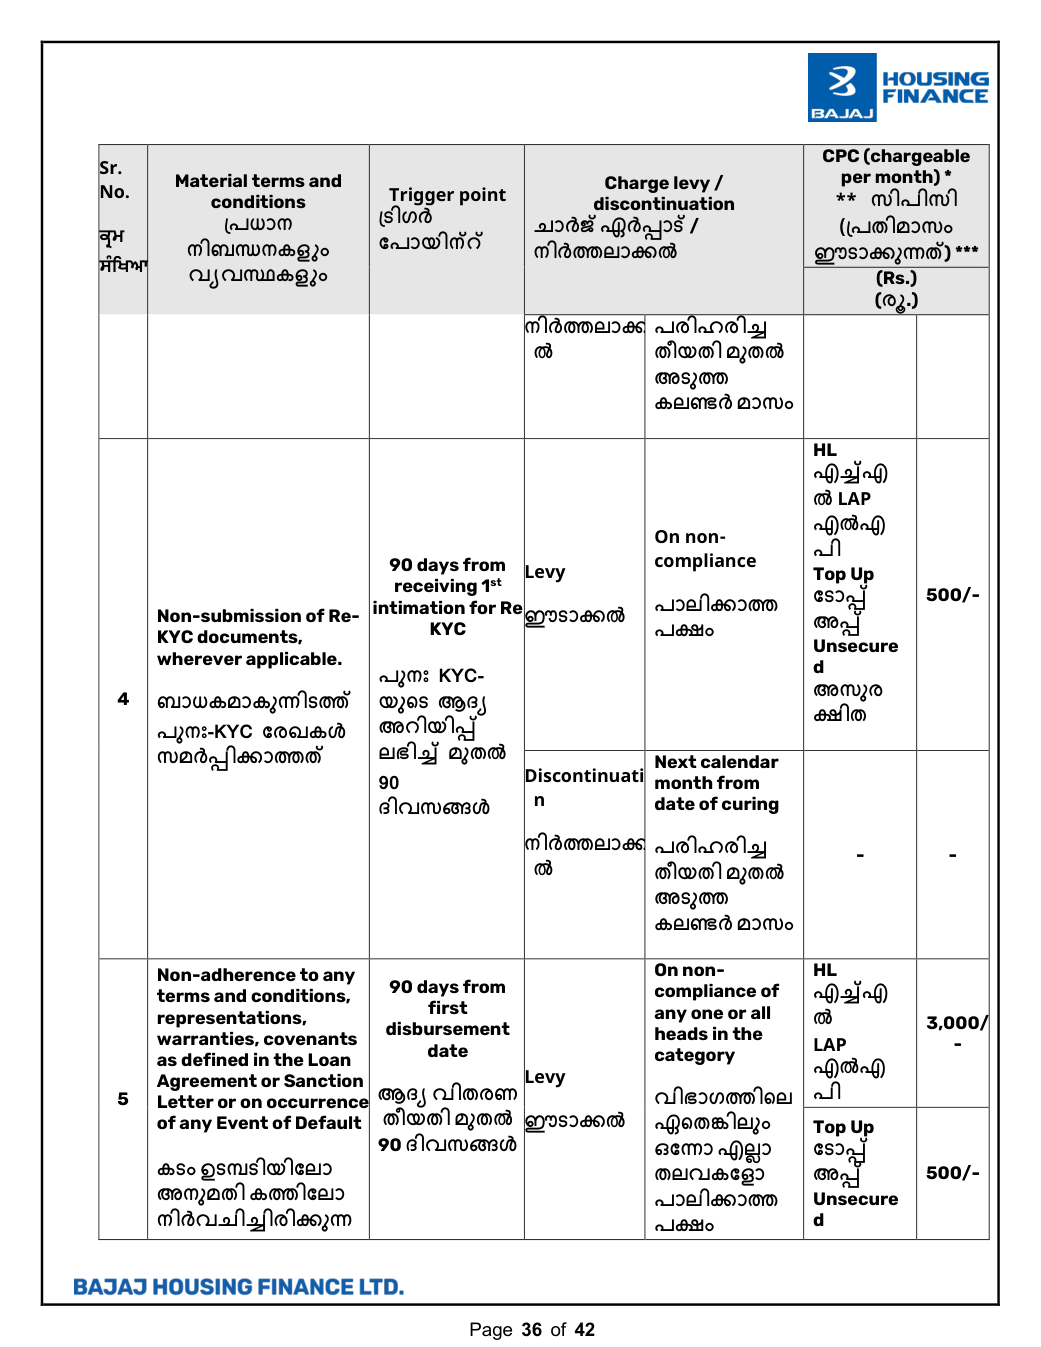 HOUSING
FINANCE
BAJAJ
Sr.
No.
ਕ੍ਰਮ
ਸੰਖਿਆ
Material terms and
conditions
പ്രധാന
നിബന്ധനകളും
വ്യവസ്ഥകളും
Trigger point
ട്രിഗർ
പോയിന്റ്
Charge levy /
discontinuation
ചാർജ് ഏർപ്പാട് /
നിർത്തലാക്കൽ
CPC (chargeable
per month) *
** സിപിസി
(പ്രതിമാസം
ഈടാക്കുന്നത്) ***
(Rs.)
(രൂ.)
നിർത്തലാക്ക
ൽ
പരിഹരിച്ച
തീയതി മുതൽ
അടുത്ത
കലണ്ടർ മാസം
4
Non-submission of Re-
KYC documents,
wherever applicable.
ബാധകമാകുന്നിടത്ത്
പുനഃ-KYC രേഖകൾ
സമർപ്പിക്കാത്തത്
90 days from
receiving 1st
intimation for Re
KYC
പുനഃ KYC-
യുടെ ആദ്യ
അറിയിപ്പ്
ലഭിച്ച് മുതൽ
90
ദിവസങ്ങൾ
Levy
ഈടാക്കൽ
On non-
compliance
പാലിക്കാത്ത
പക്ഷം
HL
എച്ച്എ
ൽ LAP
എൽഎ
പി
Top Up
ടോപ്പ്
അപ്പ്
Unsecure
d
അസുര
ക്ഷിത
500/-
Discontinuati
n
നിർത്തലാക്ക
ൽ
Next calendar
month from
date of curing
പരിഹരിച്ച
തീയതി മുതൽ
അടുത്ത
കലണ്ടർ മാസം
-
-
5
Non-adherence to any
terms and conditions,
representations,
warranties, covenants
as defined in the Loan
Agreement or Sanction
Letter or on occurrence
of any Event of Default
കടം ഉടമ്പടിയിലോ
അനുമതി കത്തിലോ
നിർവചിച്ചിരിക്കുന്ന
90 days from
first
disbursement
date
ആദ്യ വിതരണ
തീയതി മുതൽ
90 ദിവസങ്ങൾ
Levy
ഈടാക്കൽ
On non-
compliance of
any one or all
heads in the
category
വിഭാഗത്തിലെ
ഏതെങ്കിലും
ഒന്നോ എല്ലാ
തലവകളോ
പാലിക്കാത്ത
പക്ഷം
HL
എച്ച്എ
ൽ
LAP
എൽഎ
പി
3,000/
-
Top Up
ടോപ്പ്
അപ്പ്
Unsecure
d
500/-
BAJAJ HOUSING FINANCE LTD.
Page 36 of 42